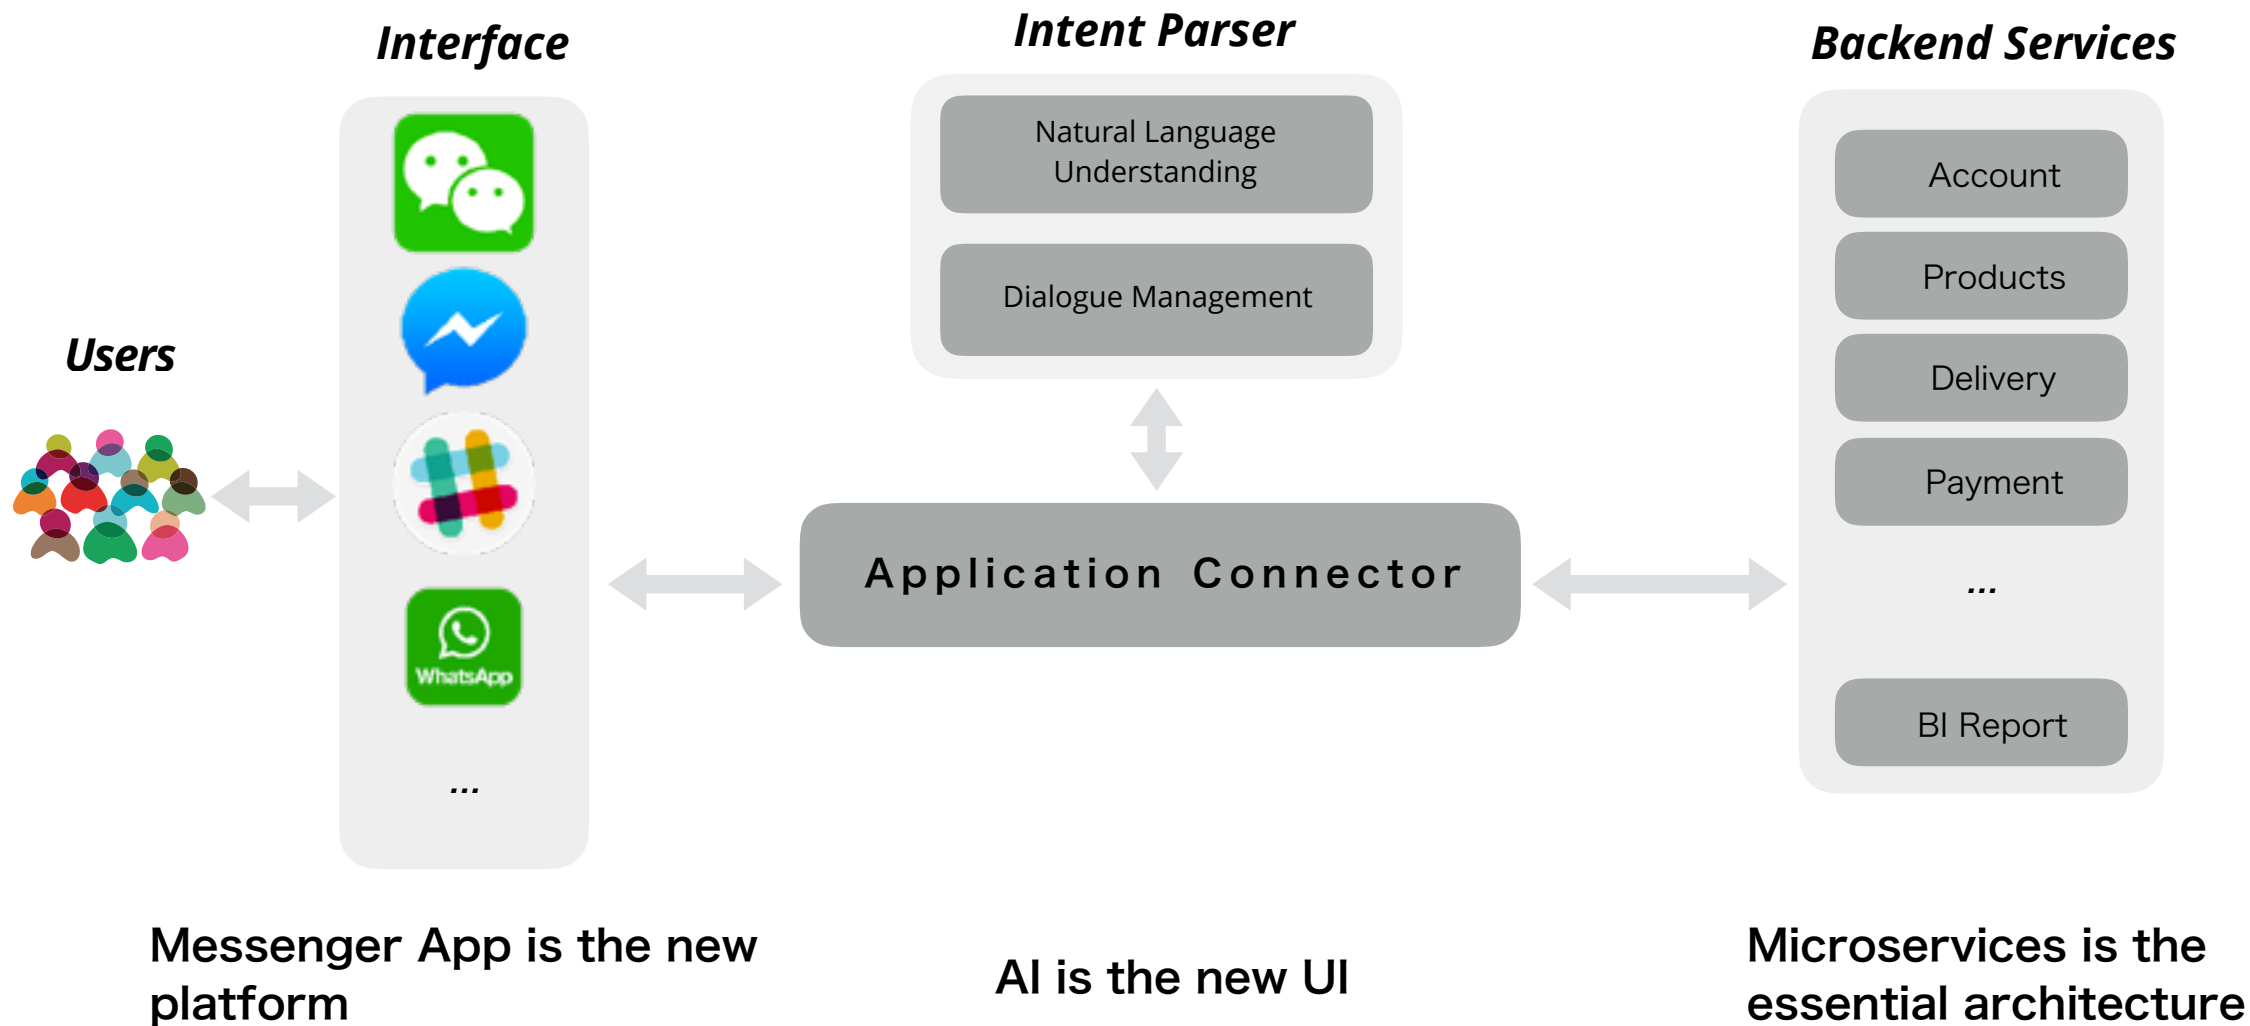 Interface
Intent Parser
Backend Services
Natural Language
Understanding
Dialogue Management
Users
WhatsApp
...
Application Connector
Account
Products
Delivery
Payment
...
BI Report
Messenger App is the new
platform
AI is the new UI
Microservices is the
essential architecture